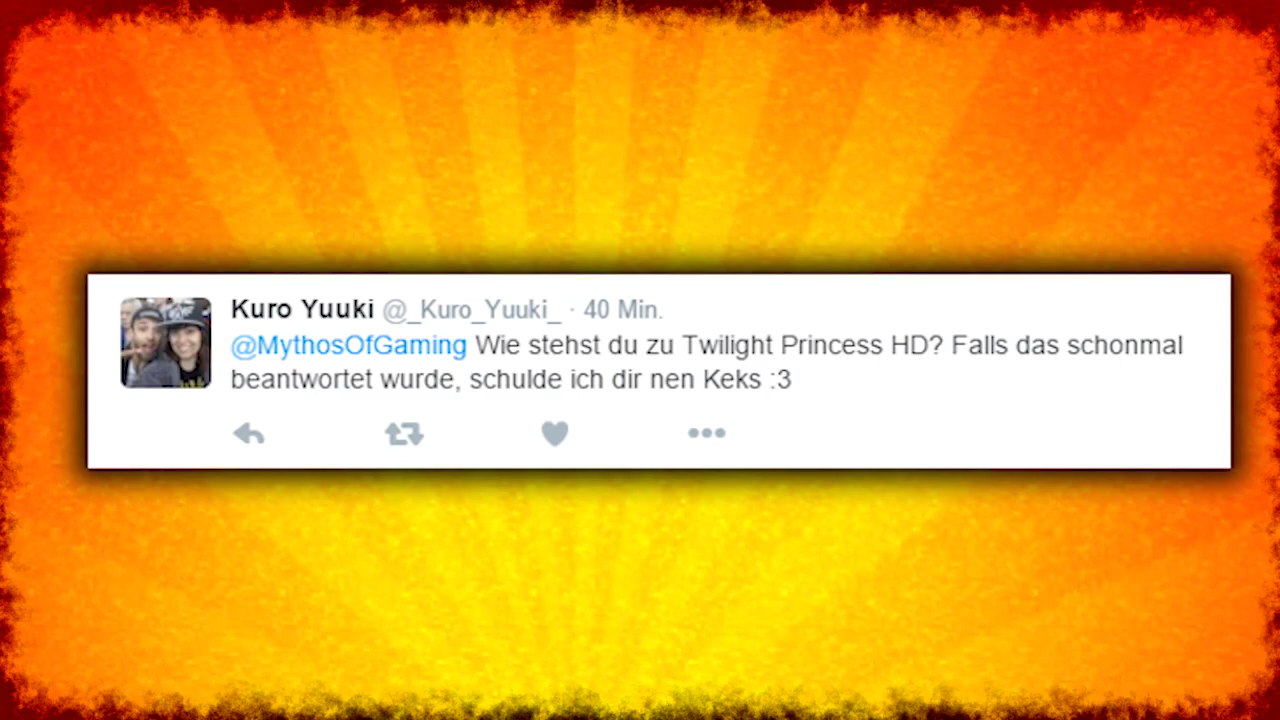 Kuro Yuuki @_Kuro_Yuuki_ · 40 Min.
@MythosOfGaming Wie stehst du zu Twilight Princess HD? Falls das schonmal
beantwortet wurde, schulde ich dir nen Keks :3